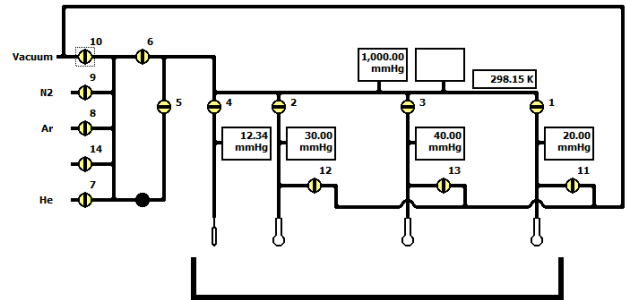 10
6
Vacuum
1,000.00
mmHg
298.15 K
9
N2
5
4
2
3
1
8
Ar
12.34
mmHg
30.00
mmHg
40.00
mmHg
20.00
mmHg
14
12
13
11
7
He